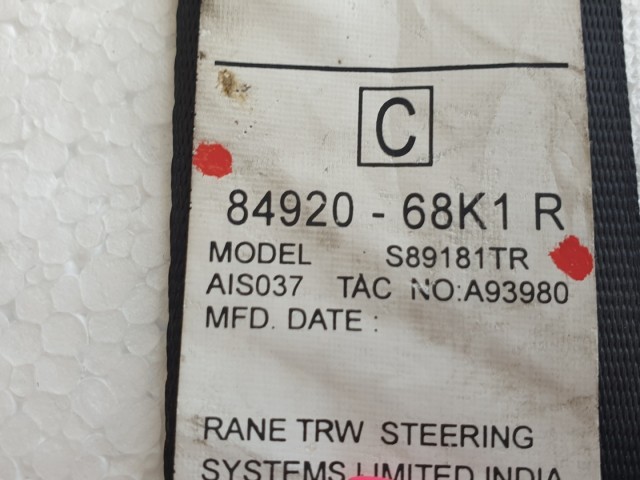 C
84920 - 68K1 R
MODEL S89181TR
AIS037 TAC NO:A93980
MFD. DATE :
RANE TRW STEERING
SYSTEMS LIMITED INDIA